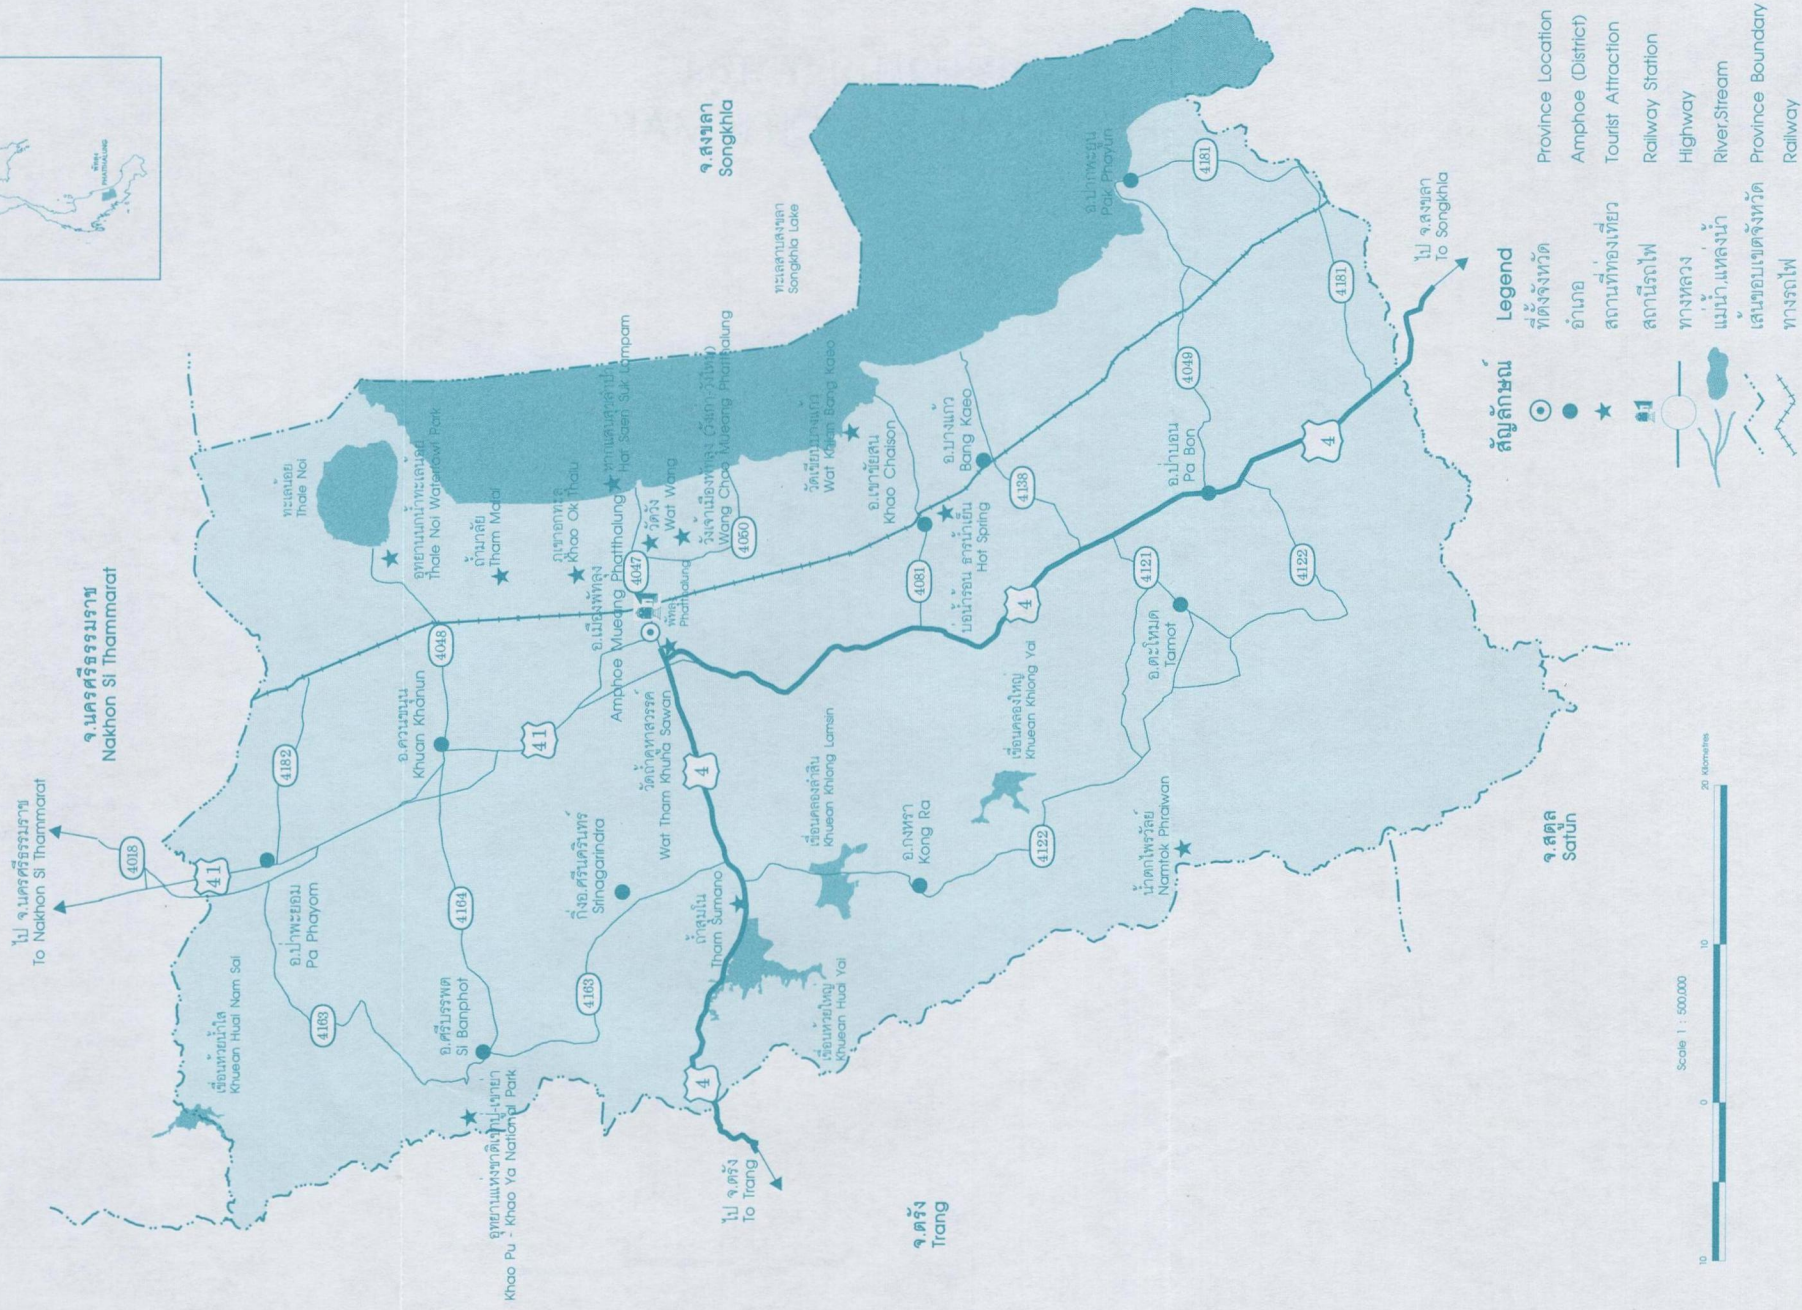 ไป จ.นครศรีธรรมราช
To Nakhon Si Thammarat
4018
41
จ.นครศรีธรรมราช
Nakhon Si Thammarat
พัทลุง
PHATTHALUNG
เขื่อนห้วยน้ำใส
Khuean Huai Nam Sai
4163
อ.ป่าพะยอม
Pa Phayom
4182
ทะเลน้อย
Thale Noi
อุทยานนกน้ำทะเลน้อย
Thale Noi Waterfowl Park
4048
อ.ควนขนุน
Khuan Khanun
4164
อ.ศรีบรรพต
Si Banphot
อุทยานแห่งชาติเขาปู่-เขาย่า
Khao Pu - Khao Ya National Park
ถ้ำมาลัย
Tham Malai
41
4163
กิ่งอ.ศรีนครินทร์
Srinagarindra
ภูเขาอกทะลุ
Khao Ok Thalu
อ.เมืองพัทลุง
Amphoe Mueang Phatthalung
หาดแสนสุขลำปำ
Hat Saen Suk Lampam
4047
วัดวัง
Wat Wang
พัทลุง
Phatthalung
วังเจ้าเมืองพัทลุง (วังเก่า-วังใหม่)
Wang Chao Mueang Phatthalung
4050
วัดถ้ำคูหาสวรรค์
Wat Tham Khuha Sawan
4
ถ้ำสุมะโน
Tham Sumano
4
ไป จ.ตรัง
To Trang
จ.สงขลา
Songkhla
ทะเลสาบสงขลา
Songkhla Lake
วัดเขียนบางแก้ว
Wat Khian Bang Kaeo
อ.เขาชัยสน
Khao Chaison
4081
เขื่อนคลองลำสิน
Khuean Khlong Lamsin
เขื่อนห้วยใหญ่
Khuean Huai Yai
อ.กงหรา
Kong Ra
จ.ตรัง
Trang
อ.บางแก้ว
Bang Kaeo
บ่อน้ำร้อน ธารน้ำเย็น
Hot Spring
4138
4
เขื่อนคลองใหญ่
Khuean Khlong Yai
4122
อ.ปากพะยูน
Pak Phayun
4181
4049
อ.ป่าบอน
Pa Bon
4121
อ.ตะโหมด
Tamot
น้ำตกไพรวัลย์
Namtok Phraiwan
4122
4181
4
ไป จ.สงขลา
To Songkhla
จ.สตูล
Satun
สัญลักษณ์ Legend
ที่ตั้งจังหวัด Province Location
อำเภอ Amphoe (District)
สถานที่ท่องเที่ยว Tourist Attraction
สถานีรถไฟ Railway Station
ทางหลวง Highway
แม่น้ำ,แหล่งน้ำ River,Stream
เส้นขอบเขตจังหวัด Province Boundary
ทางรถไฟ Railway
Scale 1 : 500,000
10 0 10 20 Kilometres